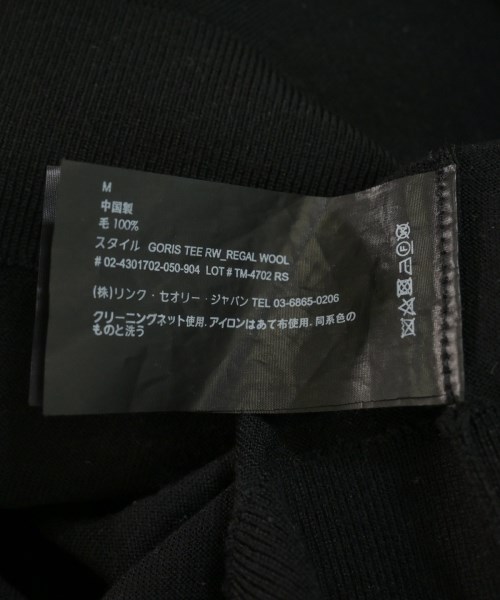 M
中国製
毛 100%
スタイル GORIS TEE RW_REGAL WOOL
# 02-4301702-050-904 LOT # TM-4702 RS
(株)リンク・セオリー・ジャパン TEL 03-6865-0206
クリーニングネット使用. アイロンはあて布使用. 同系色の
ものと洗う